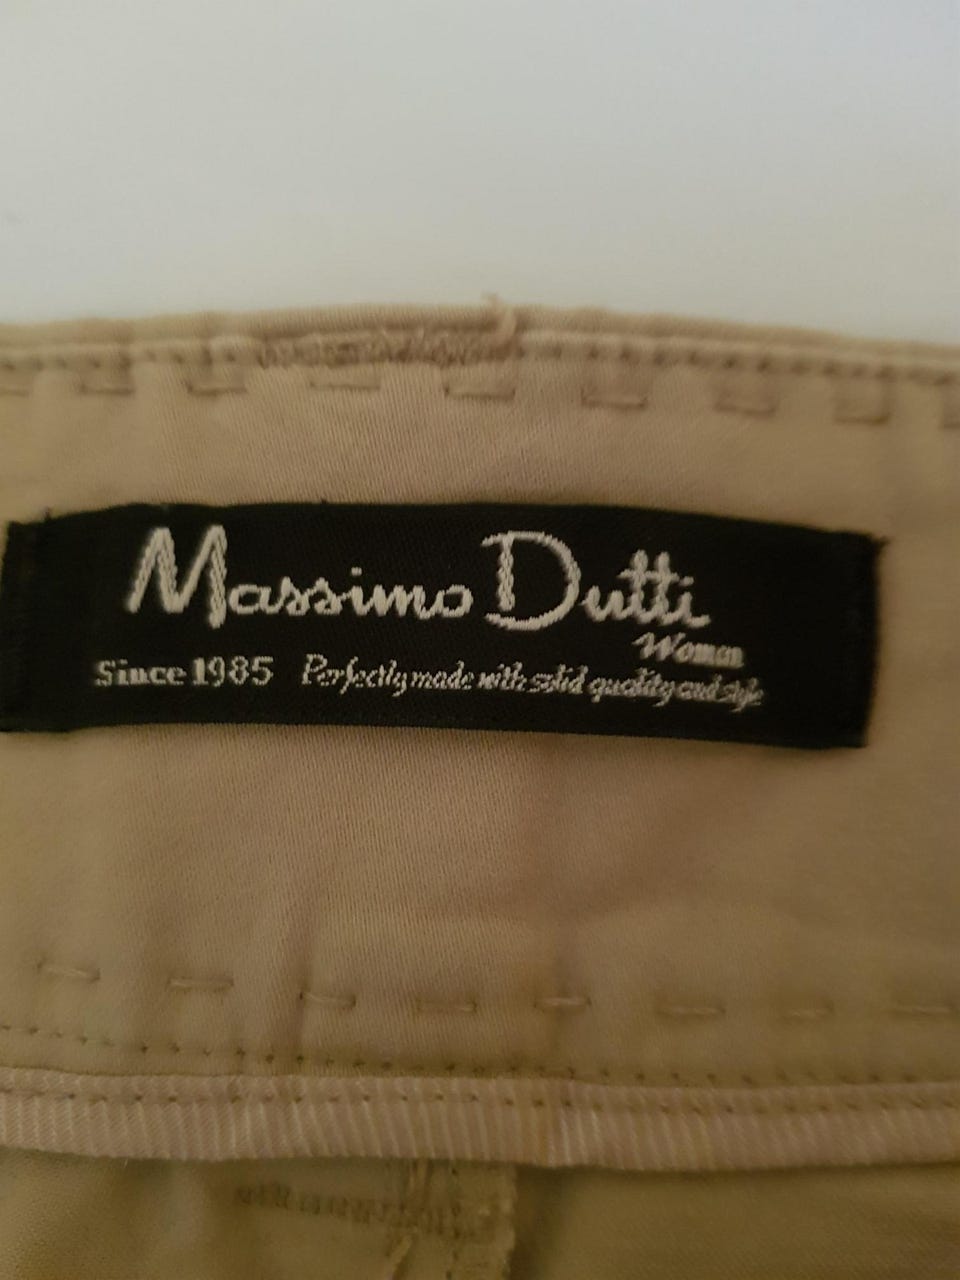 Massimo Dutti
Woman
Since 1985 Perfectly made with solid quality and style